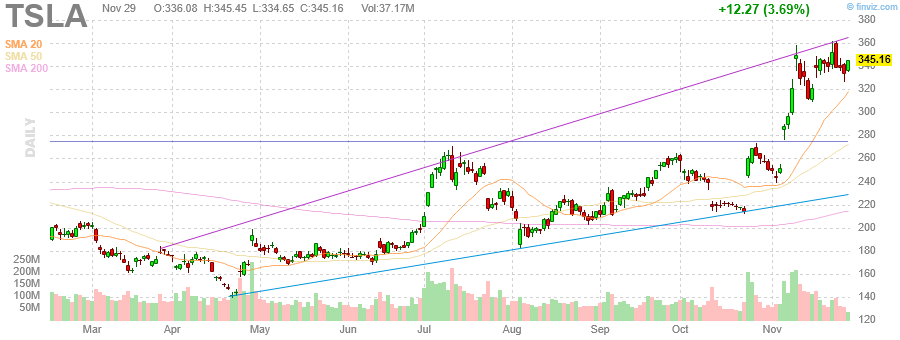 TSLA Nov 29 O:336.08 H:345.45 L:334.65 C:345.16 Vol:37.17M +12.27 (3.69%) © finviz.com
SMA 20
SMA 50
SMA 200
DAILY
380
360
345.16
340
320
300
280
260
240
220
200
180
160
140
120
250M
200M
150M
100M
50M
Mar Apr May Jun Jul Aug Sep Oct Nov